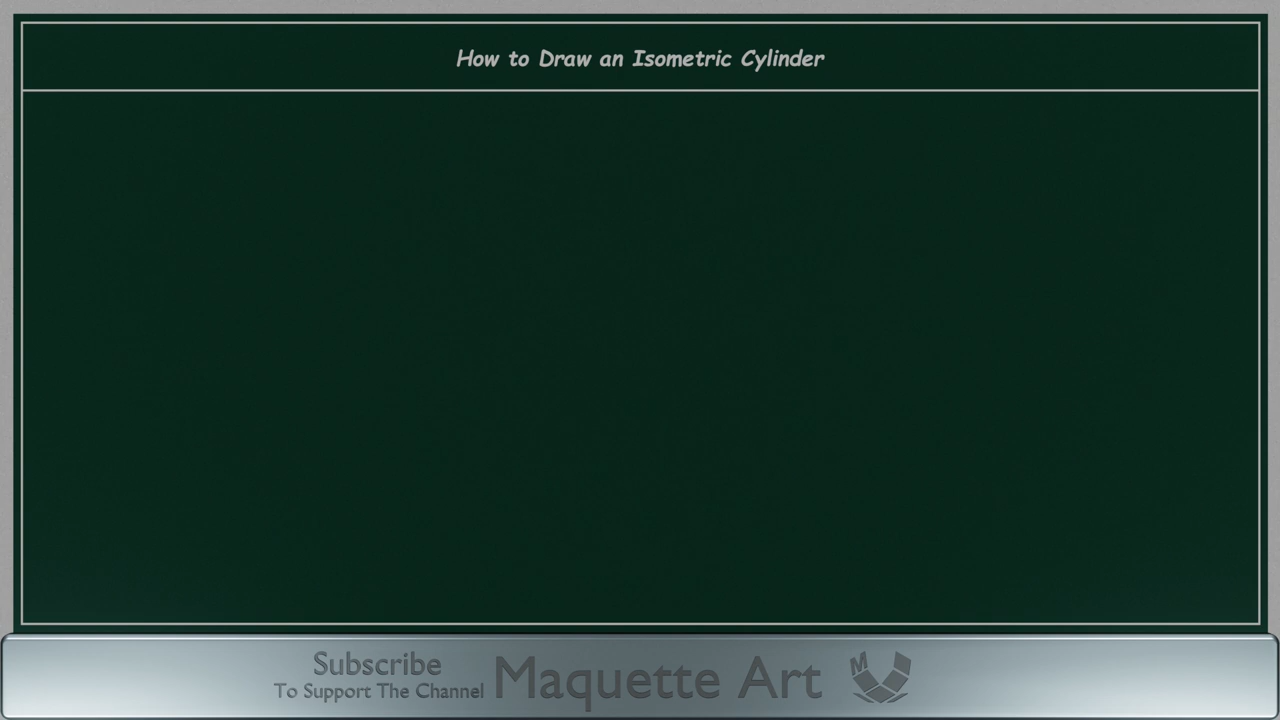 How to Draw an Isometric Cylinder
Subscribe
To Support The Channel
Maquette Art
M